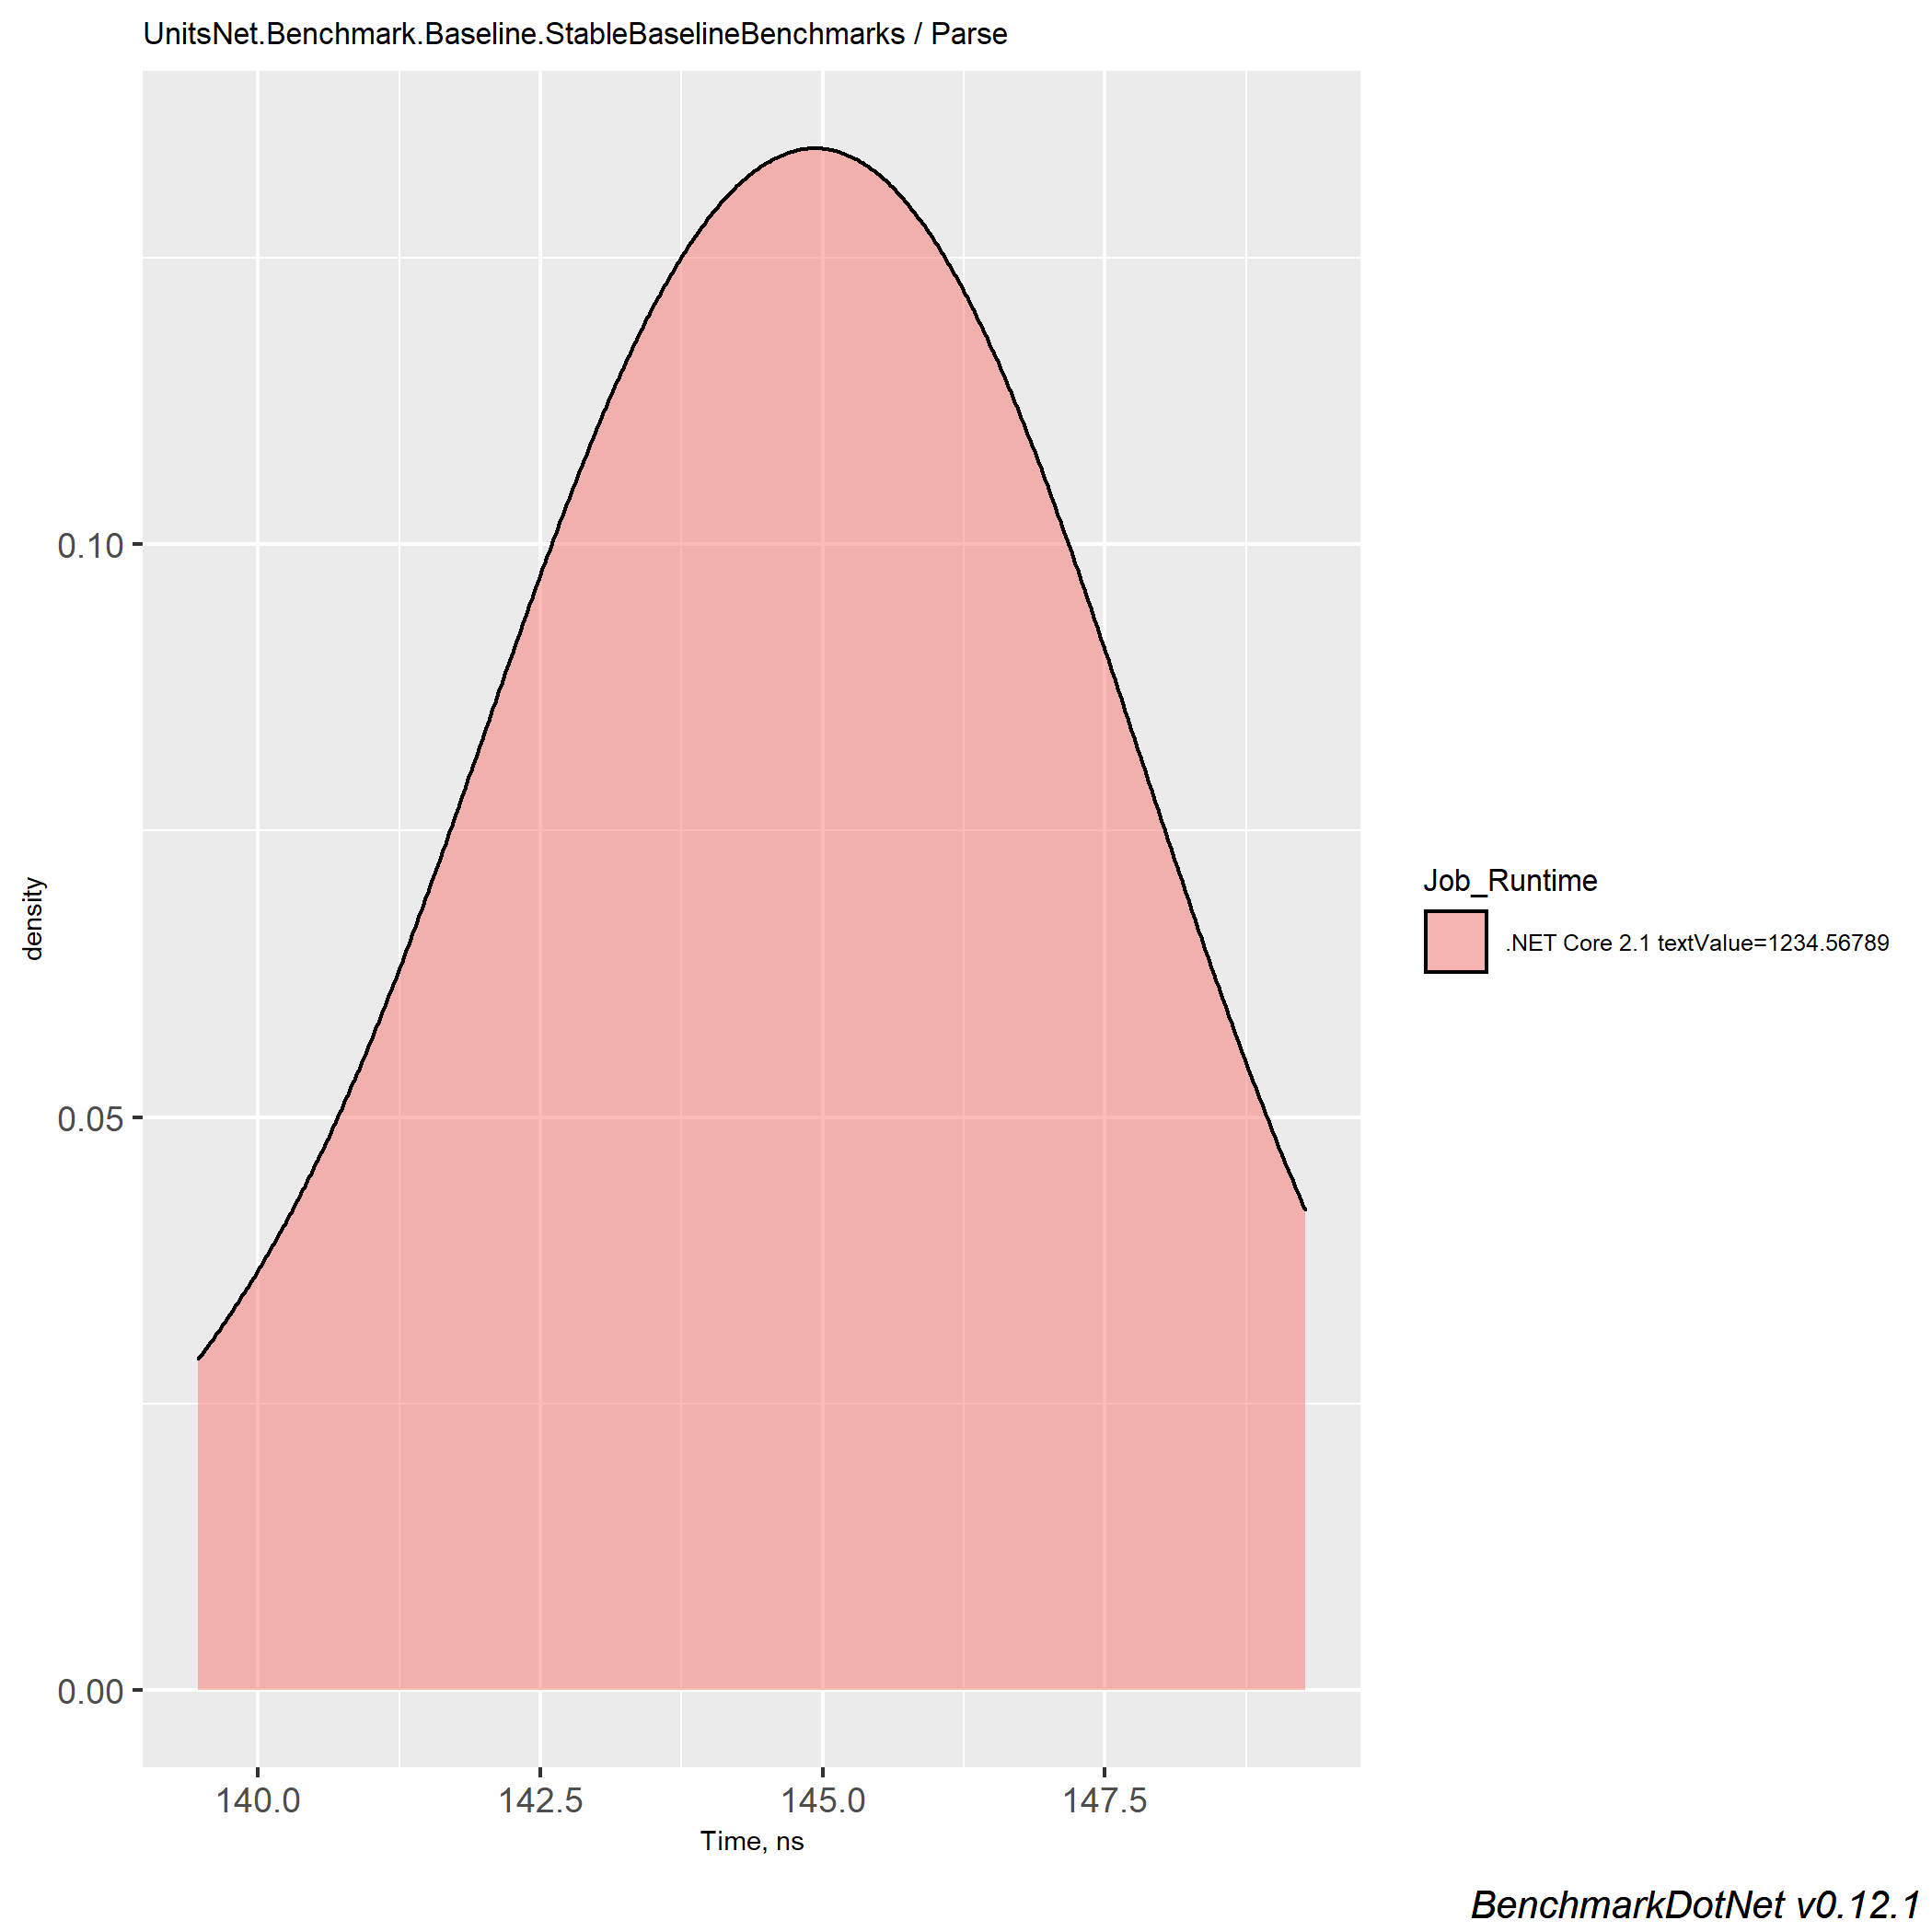 UnitsNet.Benchmark.Baseline.StableBaselineBenchmarks / Parse
density
0.10
0.05
0.00
140.0 142.5 145.0 147.5
Time, ns
Job_Runtime
.NET Core 2.1 textValue=1234.56789
BenchmarkDotNet v0.12.1